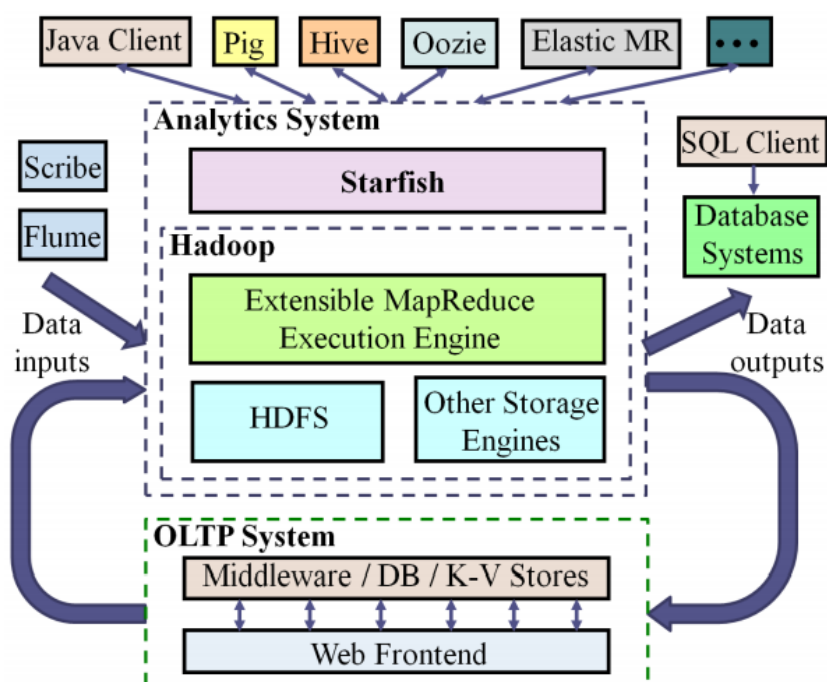 Java Client
Pig
Hive
Oozie
Elastic MR
...
Analytics System
Starfish
Scribe
Flume
SQL Client
Database
Systems
Hadoop
Extensible MapReduce
Execution Engine
Data
inputs
Data
outputs
HDFS
Other Storage
Engines
OLTP System
Middleware / DB / K-V Stores
Web Frontend